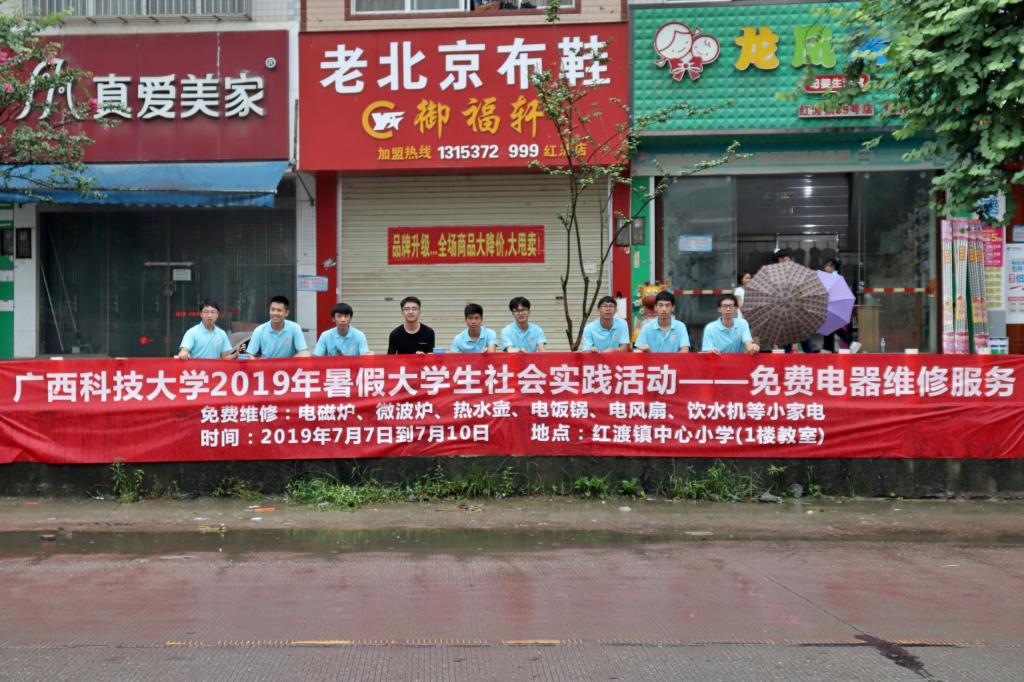 真爱美家
老北京布鞋
御福轩
加盟热线 1315372 999 红渡店
品牌升级...全场商品大降价,大甩卖!
龙凤
广西科技大学2019年暑假大学生社会实践活动——免费电器维修服务
免费维修：电磁炉、微波炉、热水壶、电饭锅、电风扇、饮水机等小家电
时间：2019年7月7日到7月10日 地点：红渡镇中心小学(1楼教室)